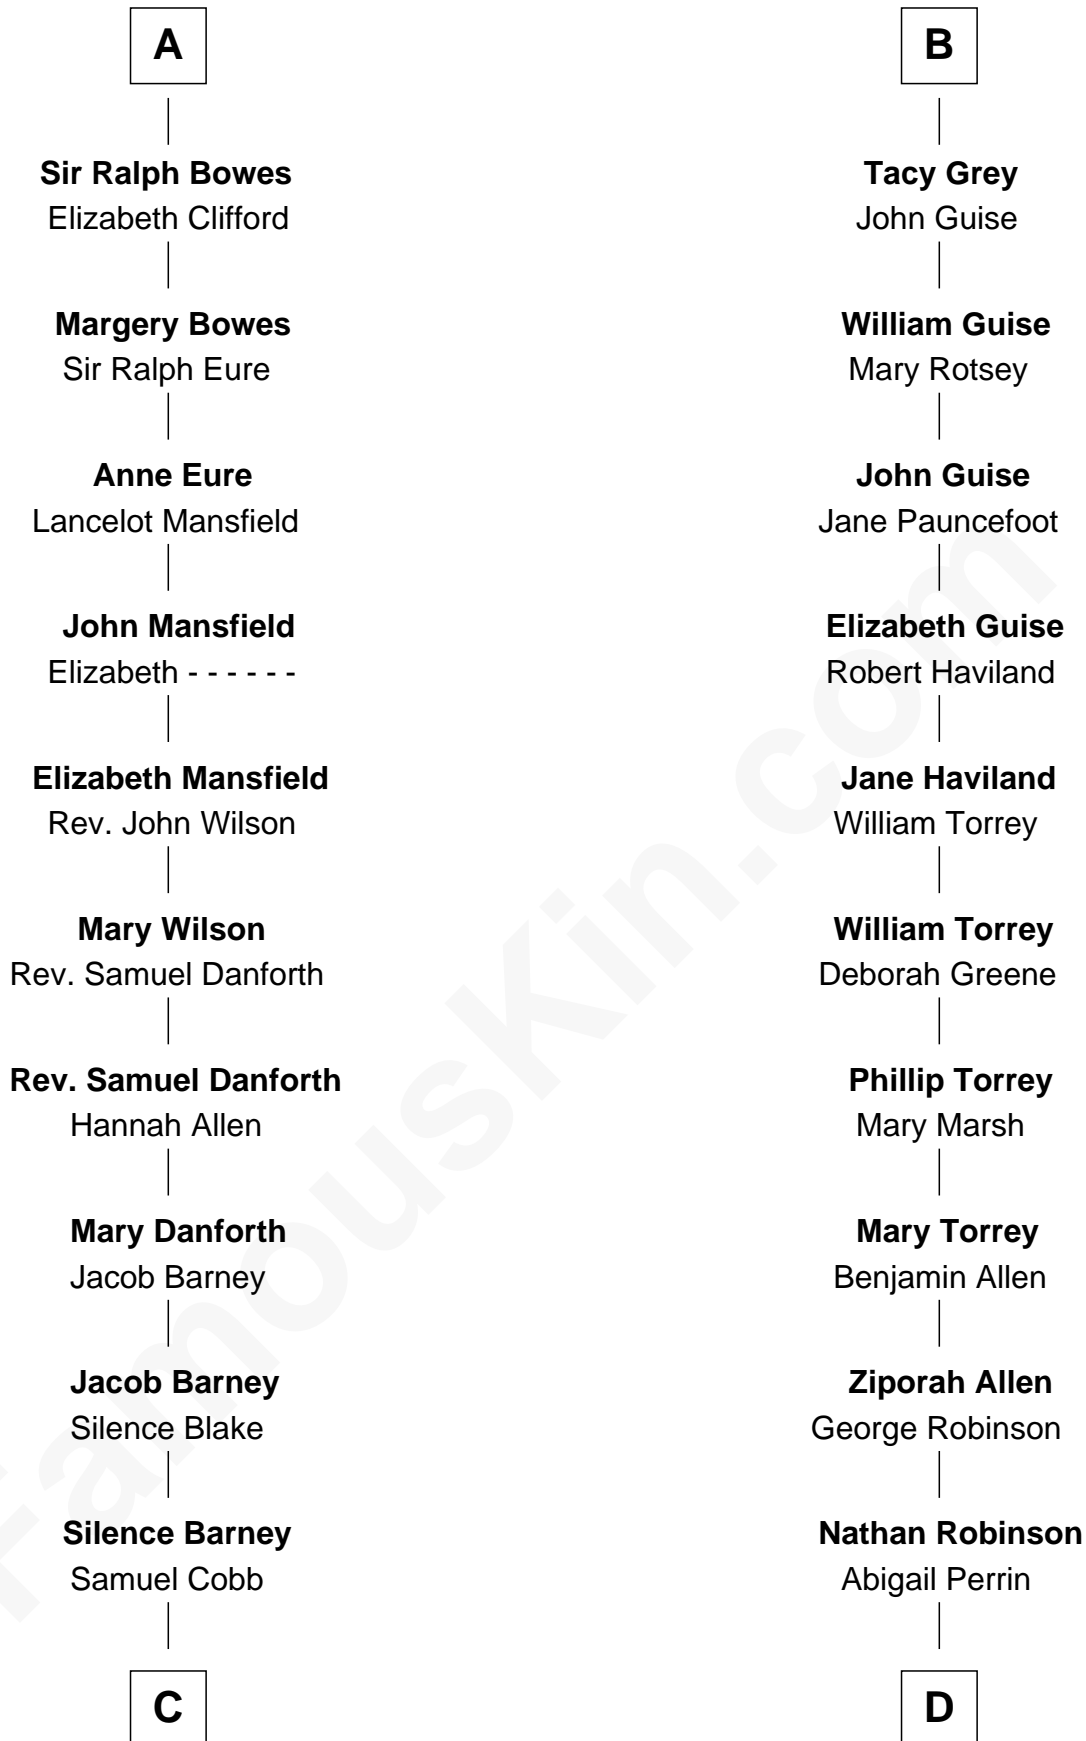 A
Sir Ralph Bowes
Elizabeth Clifford
Margery Bowes
Sir Ralph Eure
Anne Eure
Lancelot Mansfield
John Mansfield
Elizabeth - - - - - -
Elizabeth Mansfield
Rev. John Wilson
Mary Wilson
Rev. Samuel Danforth
Rev. Samuel Danforth
Hannah Allen
Mary Danforth
Jacob Barney
Jacob Barney
Silence Blake
Silence Barney
Samuel Cobb
C
B
Tacy Grey
John Guise
William Guise
Mary Rotsey
John Guise
Jane Pauncefoot
Elizabeth Guise
Robert Haviland
Jane Haviland
William Torrey
William Torrey
Deborah Greene
Phillip Torrey
Mary Marsh
Mary Torrey
Benjamin Allen
Ziporah Allen
George Robinson
Nathan Robinson
Abigail Perrin
D
FamousKin.com